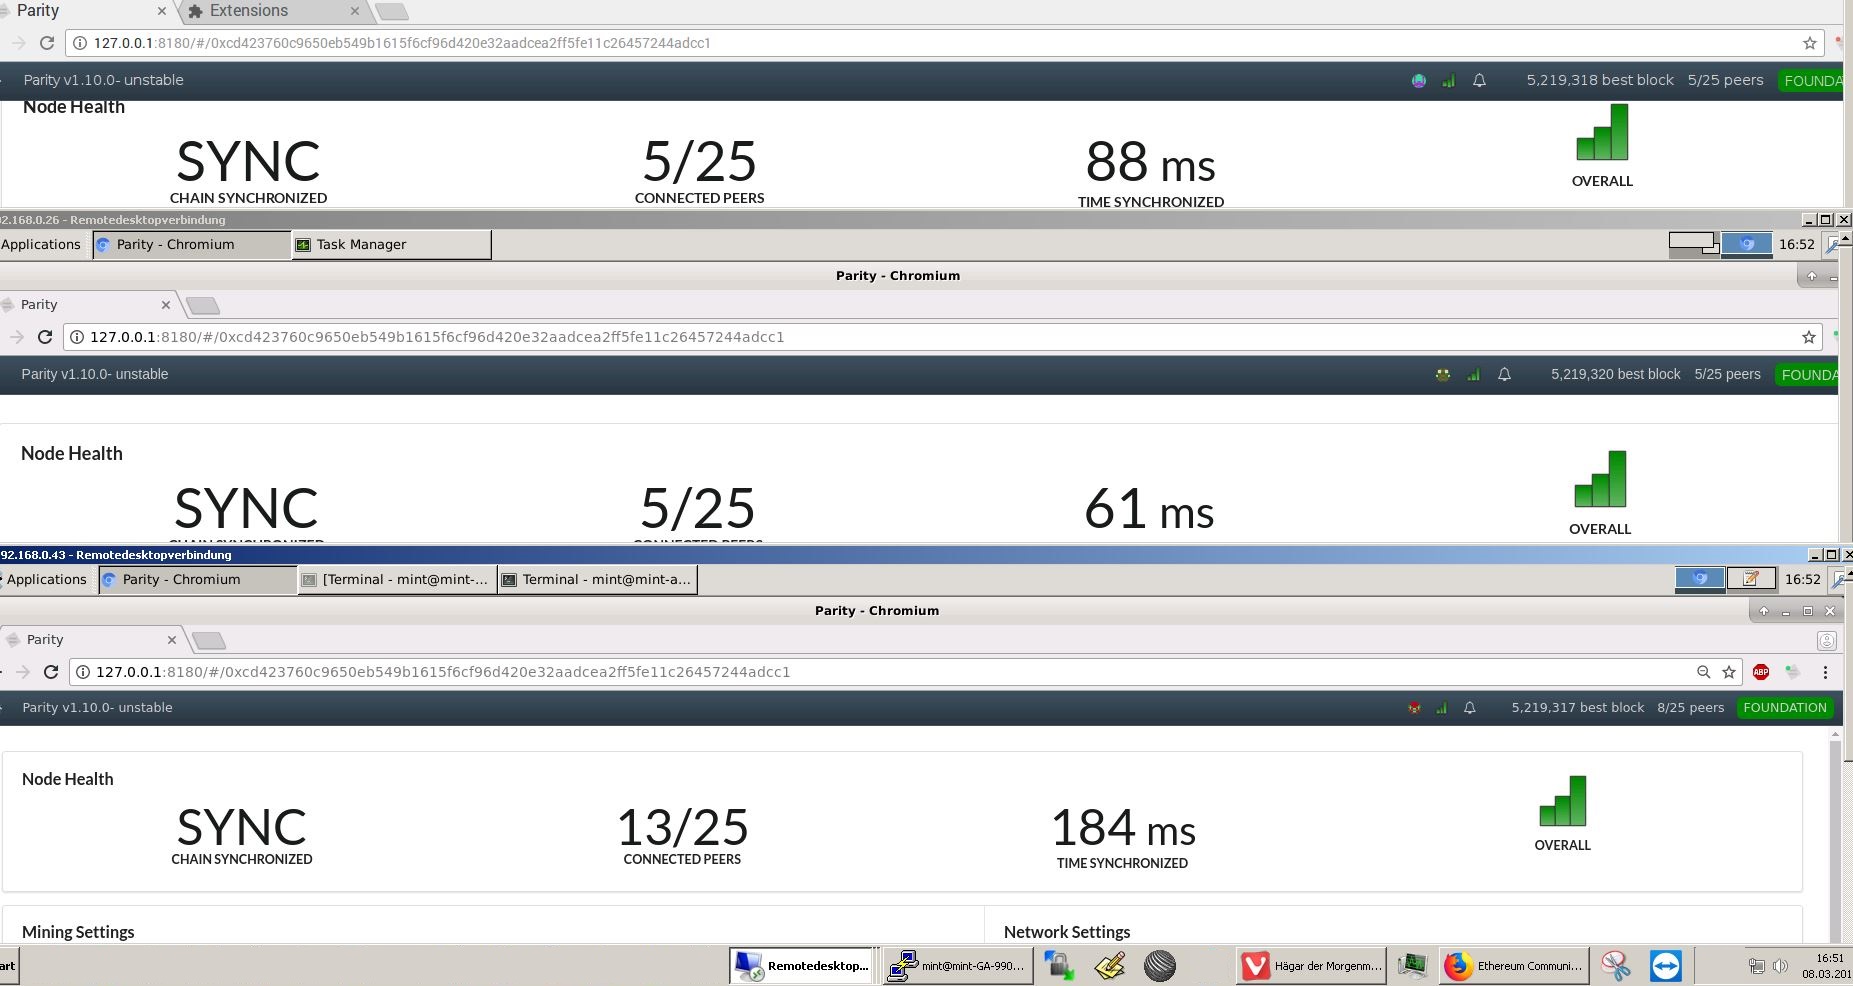 Parity Extensions
127.0.0.1:8180/#/0xcd423760c9650eb549b1615f6cf96d420e32aadcea2ff5fe11c26457244adcc1
Parity v1.10.0- unstable 5,219,318 best block 5/25 peers FOUNDA
Node Health
SYNC 5/25 88 ms
CHAIN SYNCHRONIZED CONNECTED PEERS TIME SYNCHRONIZED OVERALL
92.168.0.26 - Remotedesktopverbindung
Applications Parity - Chromium Task Manager 16:52
Parity - Chromium
Parity
127.0.0.1:8180/#/0xcd423760c9650eb549b1615f6cf96d420e32aadcea2ff5fe11c26457244adcc1
Parity v1.10.0- unstable 5,219,320 best block 5/25 peers FOUNDA
Node Health
SYNC 5/25 61 ms
CHAIN SYNCHRONIZED CONNECTED PEERS OVERALL
92.168.0.43 - Remotedesktopverbindung
Applications Parity - Chromium [Terminal - mint@mint-... Terminal - mint@mint-a... 16:52
Parity - Chromium
Parity
127.0.0.1:8180/#/0xcd423760c9650eb549b1615f6cf96d420e32aadcea2ff5fe11c26457244adcc1 ABP
Parity v1.10.0- unstable 5,219,317 best block 8/25 peers FOUNDATION
Node Health
SYNC 13/25 184 ms
CHAIN SYNCHRONIZED CONNECTED PEERS TIME SYNCHRONIZED OVERALL
Mining Settings Network Settings
art Remotedesktop... mint@mint-GA-990... Hägar der Morgenm... Ethereum Communi... 16:51
08.03.201